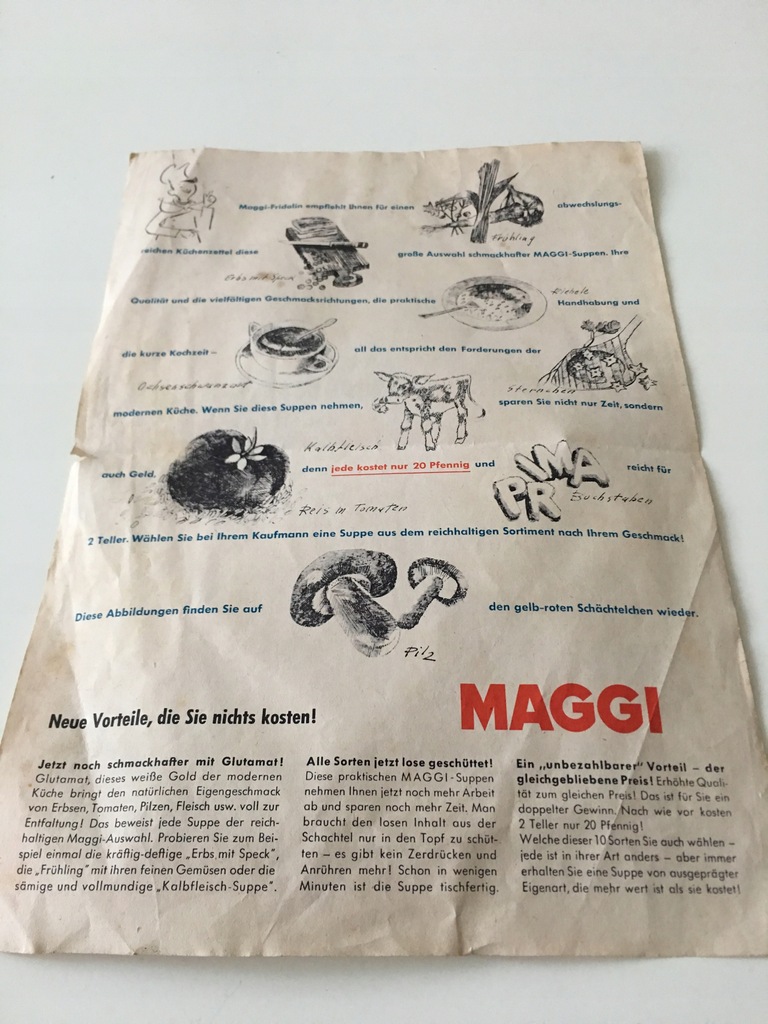 Maggi-Fridolin empfiehlt Ihnen für einen abwechslungs-
Frühling
reichen Küchenzettel diese große Auswahl schmackhafter MAGGI-Suppen. Ihre
Erbs mit Speck
Qualität und die vielfältigen Geschmacksrichtungen, die praktische Handhabung und
die kurze Kochzeit – all das entspricht den Forderungen der
Ochsenschwanz Sternchen
modernen Küche. Wenn Sie diese Suppen nehmen, sparen Sie nicht nur Zeit, sondern
Kalbfleisch
auch Geld, denn jede kostet nur 20 Pfennig und reicht für
PRIMA
Reis in Tomaten Buchstaben
2 Teller. Wählen Sie bei Ihrem Kaufmann eine Suppe aus dem reichhaltigen Sortiment nach Ihrem Geschmack!
Diese Abbildungen finden Sie auf den gelb-roten Schächtelchen wieder.
Pilz
MAGGI
Neue Vorteile, die Sie nichts kosten!
Jetzt noch schmackhafter mit Glutamat!
Glutamat, dieses weiße Gold der modernen
Küche bringt den natürlichen Eigengeschmack
von Erbsen, Tomaten, Pilzen, Fleisch usw. voll zur
Entfaltung! Das beweist jede Suppe der reich-
haltigen Maggi-Auswahl. Probieren Sie zum Bei-
spiel einmal die kräftig-deftige „Erbs mit Speck",
die „Frühling" mit ihren feinen Gemüsen oder die
sämige und vollmundige „Kalbfleisch-Suppe".
Alle Sorten jetzt lose geschüttet!
Diese praktischen MAGGI-Suppen
nehmen Ihnen jetzt noch mehr Arbeit
ab und sparen noch mehr Zeit. Man
braucht den losen Inhalt aus der
Schachtel nur in den Topf zu schüt-
ten – es gibt kein Zerdrücken und
Anrühren mehr! Schon in wenigen
Minuten ist die Suppe tischfertig.
Ein „unbezahlbarer" Vorteil – der
gleichgebliebene Preis! Erhöhte Quali-
tät zum gleichen Preis! Das ist für Sie ein
doppelter Gewinn. Nach wie vor kosten
2 Teller nur 20 Pfennig!
Welche dieser 10 Sorten Sie auch wählen –
jede ist in ihrer Art anders – aber immer
erhalten Sie eine Suppe von ausgeprägter
Eigenart, die mehr wert ist als sie kostet!